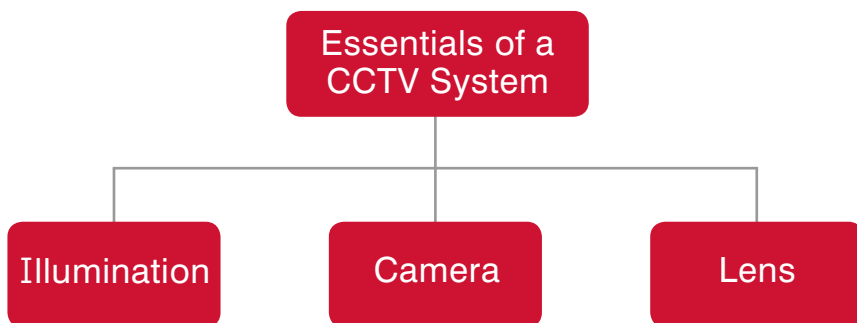 Essentials of a
CCTV System
Illumination
Camera
Lens